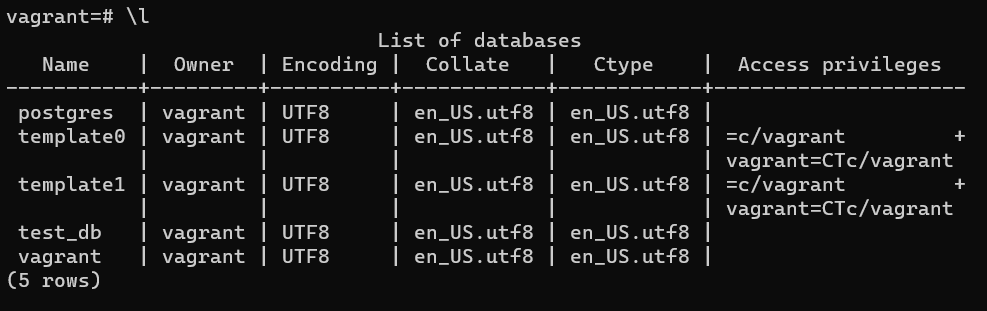 vagrant=# \l
                               List of databases
   Name    |  Owner  | Encoding |  Collate   |   Ctype    |  Access privileges
-----------+---------+----------+------------+------------+---------------------
 postgres  | vagrant | UTF8     | en_US.utf8 | en_US.utf8 |
 template0 | vagrant | UTF8     | en_US.utf8 | en_US.utf8 | =c/vagrant         +
           |         |          |            |            | vagrant=CTc/vagrant
 template1 | vagrant | UTF8     | en_US.utf8 | en_US.utf8 | =c/vagrant         +
           |         |          |            |            | vagrant=CTc/vagrant
 test_db   | vagrant | UTF8     | en_US.utf8 | en_US.utf8 |
 vagrant   | vagrant | UTF8     | en_US.utf8 | en_US.utf8 |
(5 rows)